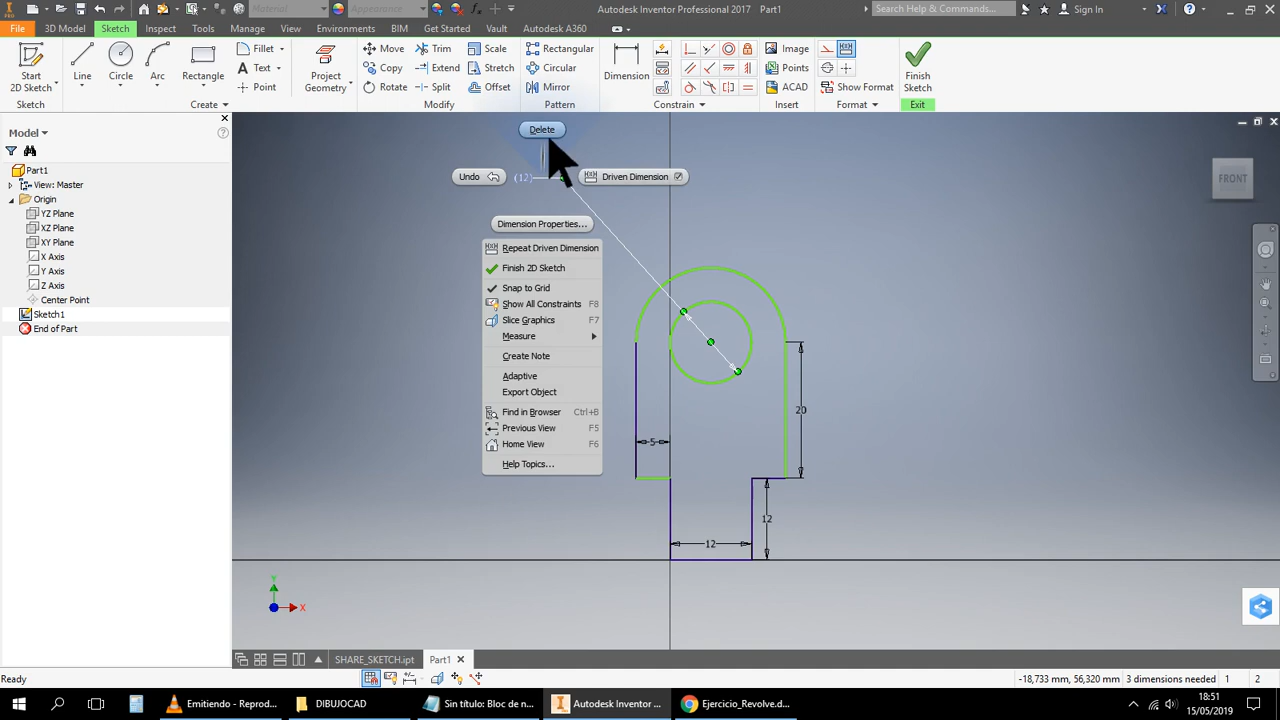 Material
Appearance
Autodesk Inventor Professional 2017 Part1
Search Help & Commands...
Sign In
PRO
File 3D Model Sketch Inspect Tools Manage View Environments BIM Get Started Vault Autodesk A360
Start
2D Sketch
Line
Circle
Arc
Rectangle
Fillet
Text
Point
Project
Geometry
Move
Copy
Rotate
Trim
Extend
Split
Scale
Stretch
Offset
Rectangular
Circular
Mirror
Dimension
Image
Points
ACAD
Show Format
Finish
Sketch
Sketch Create Modify Pattern Constrain Insert Format Exit
Model
Part1
View: Master
Origin
YZ Plane
XZ Plane
XY Plane
X Axis
Y Axis
Z Axis
Center Point
Sketch1
End of Part
Delete
Undo
(12)
Driven Dimension
Dimension Properties...
Repeat Driven Dimension
Finish 2D Sketch
Snap to Grid
Show All Constraints F8
Slice Graphics F7
Measure
Create Note
Adaptive
Export Object
Find in Browser Ctrl+B
Previous View F5
Home View F6
Help Topics...
FRONT
20
5
12
12
Y
X
SHARE_SKETCH.ipt Part1
Ready
-18,733 mm, 56,320 mm 3 dimensions needed 1 2
Emitiendo - Reprod...
DIBUJOCAD
Sin título: Bloc de n...
Autodesk Inventor ...
Ejercicio_Revolve.d...
18:51
15/05/2019